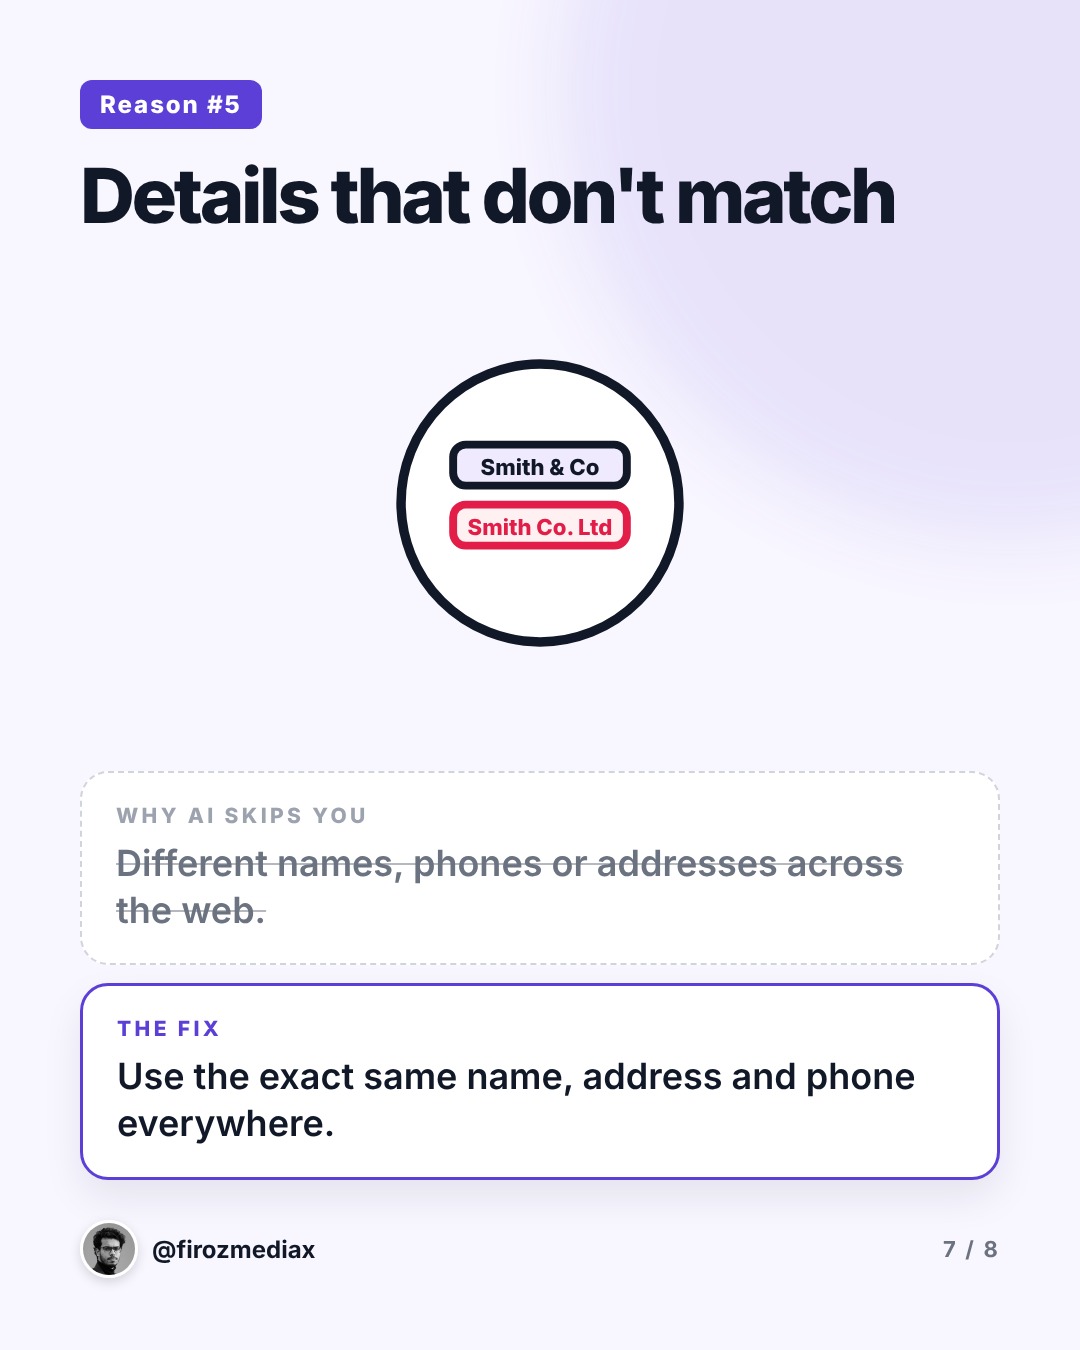 Reason #5
Details that don't match
Smith & Co
Smith Co. Ltd
WHY AI SKIPS YOU
Different names, phones or addresses across
the web.
THE FIX
Use the exact same name, address and phone
everywhere.
@firozmediax
7 / 8